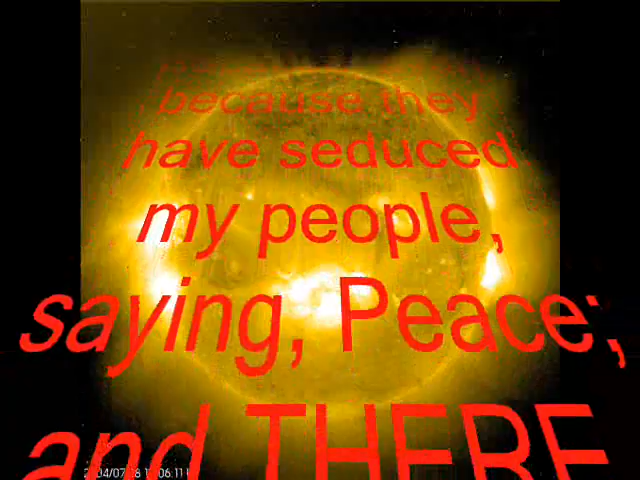 because they
have seduced
my people,
saying, Peace;
and THERE